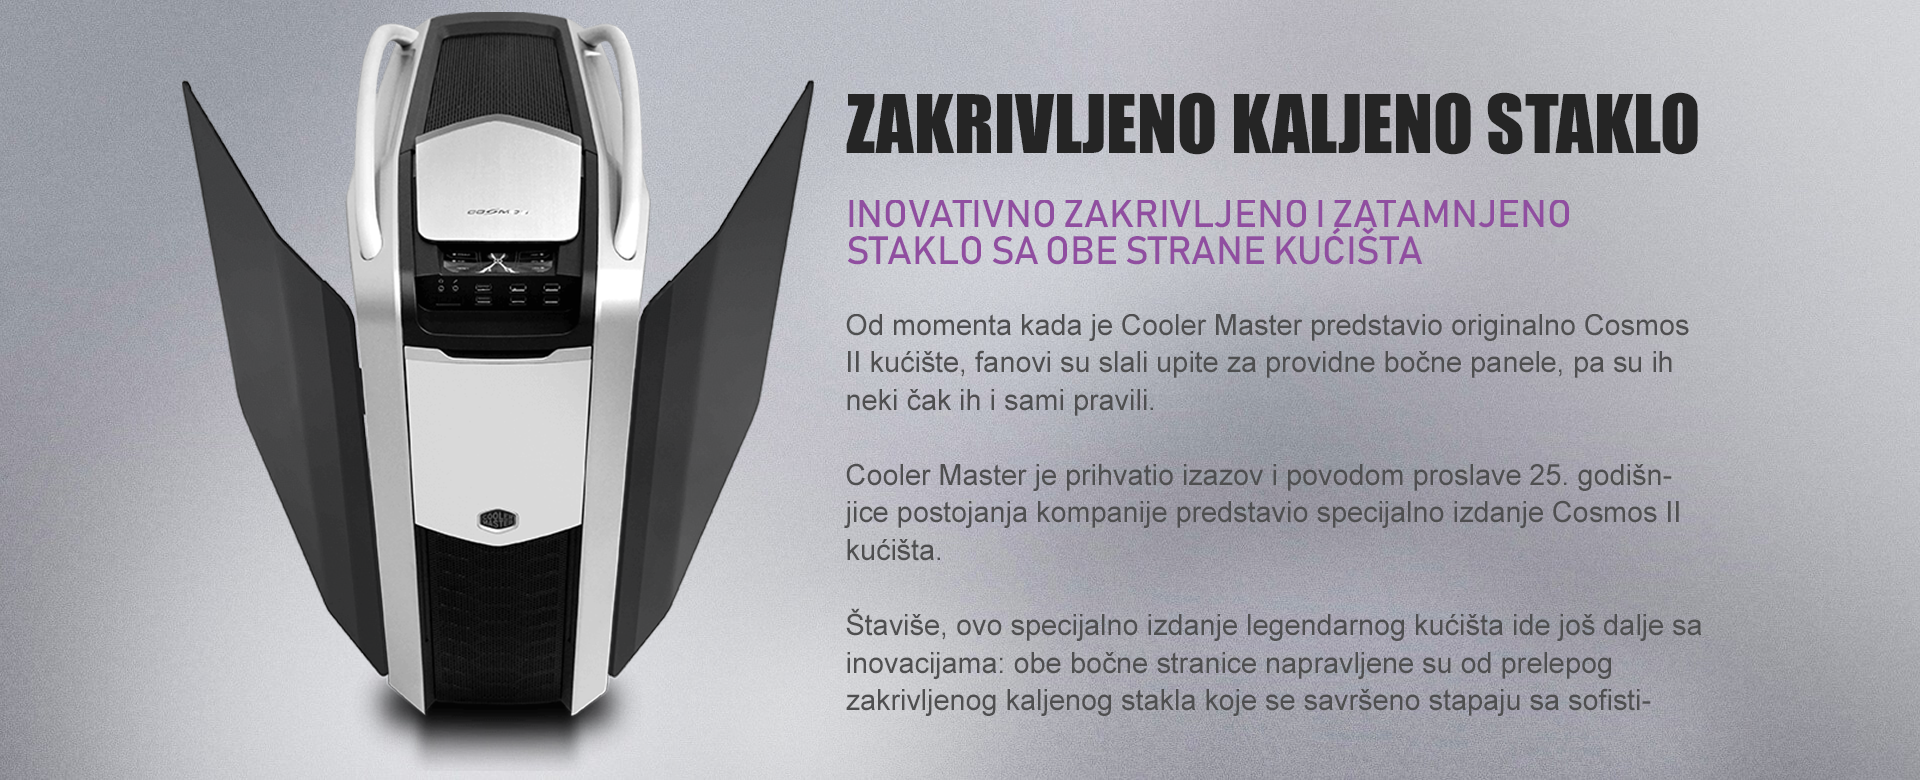 ZAKRIVLJENO KALJENO STAKLO
INOVATIVNO ZAKRIVLJENO I ZATAMNJENO
STAKLO SA OBE STRANE KUĆIŠTA
Od momenta kada je Cooler Master predstavio originalno Cosmos
II kućište, fanovi su slali upite za providne bočne panele, pa su ih
neki čak ih i sami pravili.
Cooler Master je prihvatio izazov i povodom proslave 25. godišn-
jice postojanja kompanije predstavio specijalno izdanje Cosmos II
kućišta.
Štaviše, ovo specijalno izdanje legendarnog kućišta ide još dalje sa
inovacijama: obe bočne stranice napravljene su od prelepog
zakrivljenog kaljenog stakla koje se savršeno stapaju sa sofisti-
COOLER
MASTER